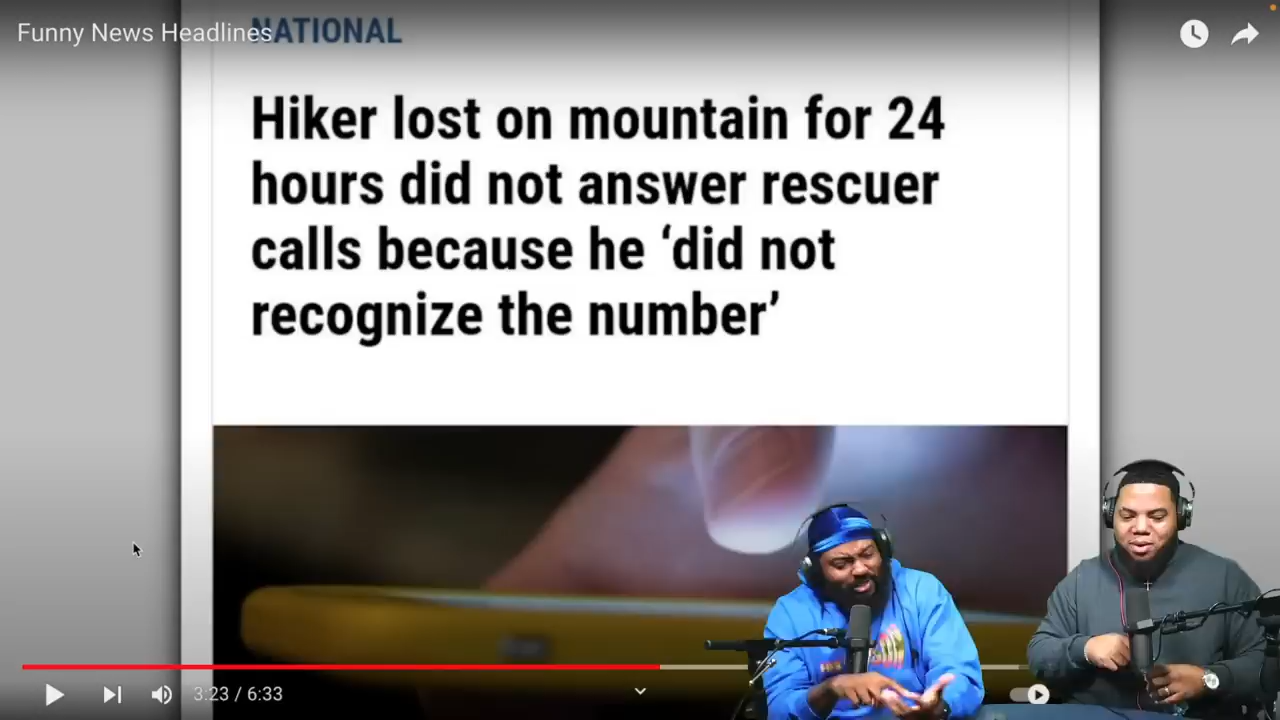 Funny News Headlines
NATIONAL
Hiker lost on mountain for 24
hours did not answer rescuer
calls because he ‘did not
recognize the number’
3:23 / 6:33